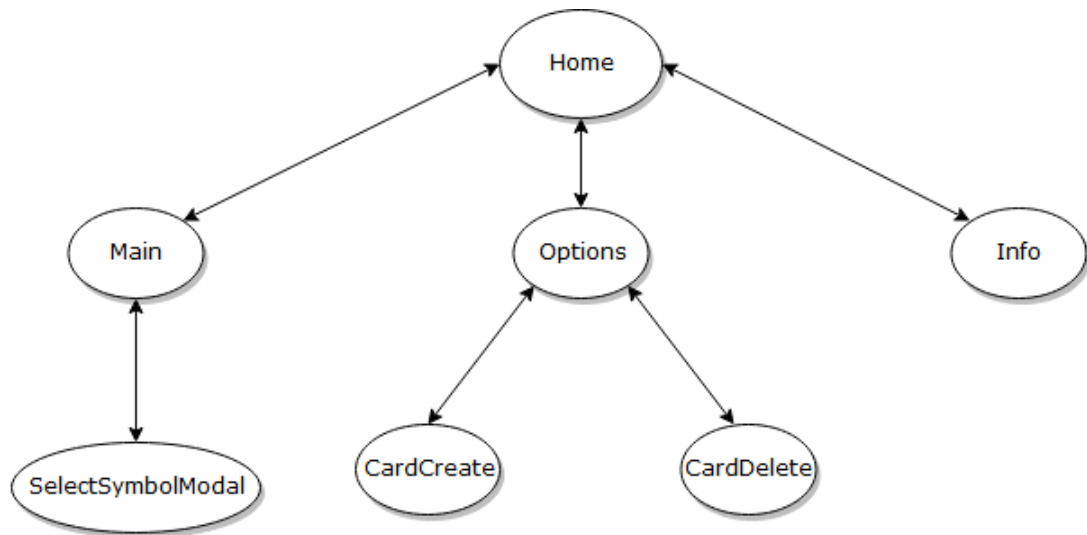 Home
Main
Options
Info
SelectSymbolModal
CardCreate
CardDelete